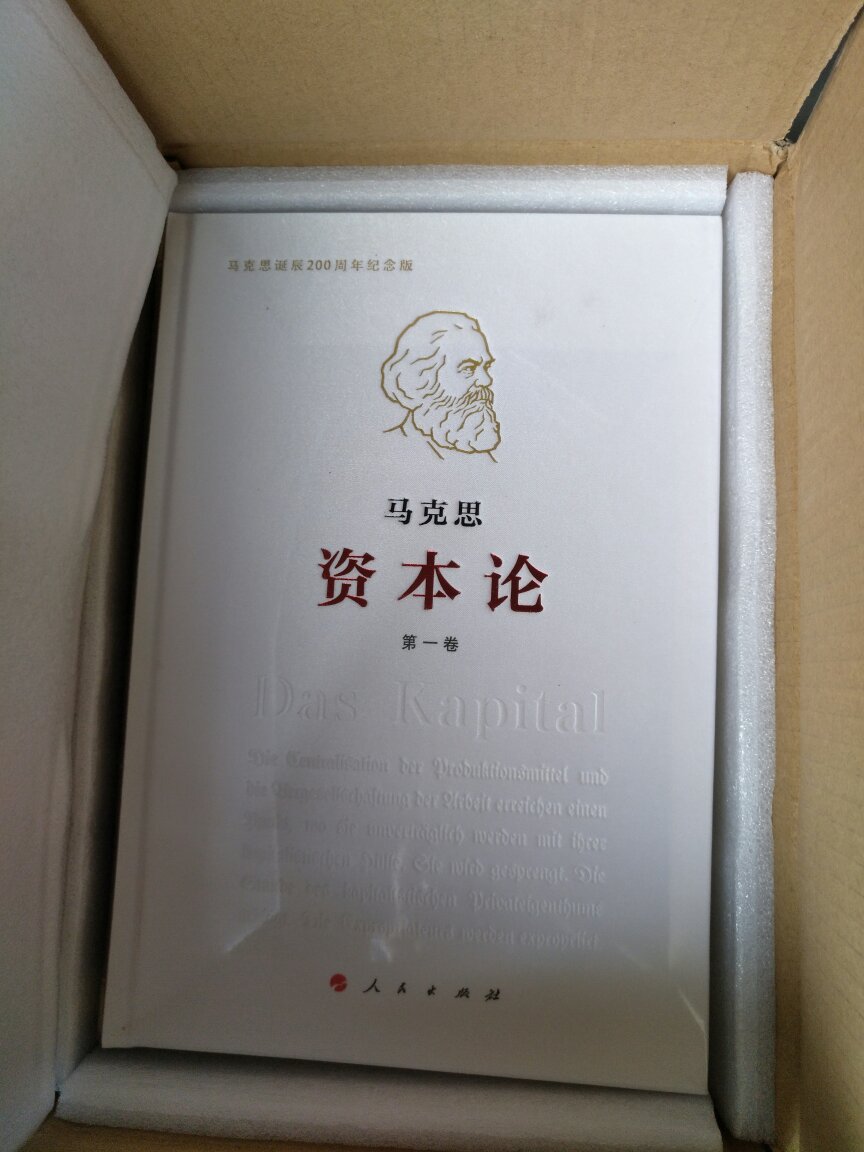 马克思诞辰200周年纪念版
马克思
资本论
第一卷
Das Kapital
Die Centralisation der Produktionsmittel und
die Vergesellschaftung der Arbeit erreichen einen
wo sie unverträglich werden mit ihrer
Hülle. Sie wird gesprengt. Die
kapitalistischen Privateigenthums
werden expropriiert.
人民出版社